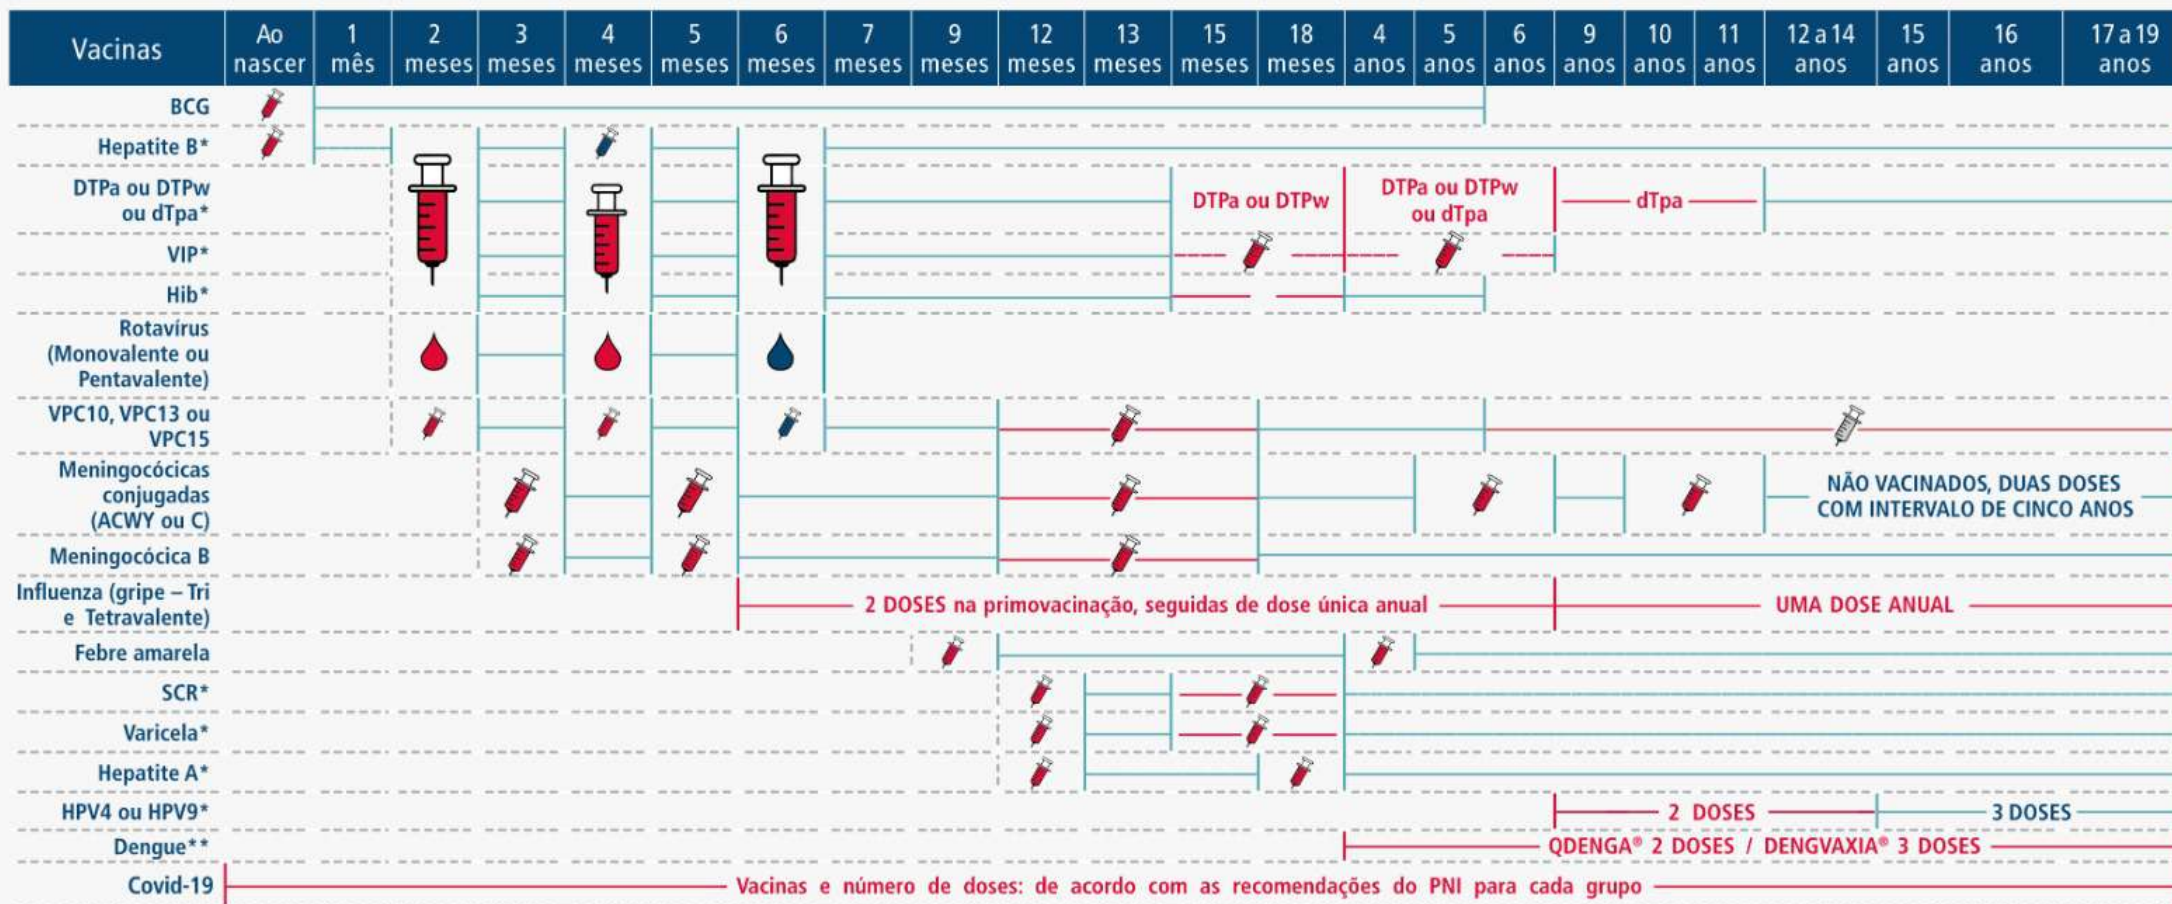 Vacinas
Ao nascer
1 mês
2 meses
3 meses
4 meses
5 meses
6 meses
7 meses
9 meses
12 meses
13 meses
15 meses
18 meses
4 anos
5 anos
6 anos
9 anos
10 anos
11 anos
12 a 14 anos
15 anos
16 anos
17 a 19 anos
BCG
Hepatite B*
DTPa ou DTPw
ou dTpa*
DTPa ou DTPw
DTPa ou DTPw
ou dTpa
dTpa
VIP*
Hib*
Rotavírus
(Monovalente ou
Pentavalente)
VPC10, VPC13 ou
VPC15
Meningocócicas
conjugadas
(ACWY ou C)
NÃO VACINADOS, DUAS DOSES
COM INTERVALO DE CINCO ANOS
Meningocócica B
Influenza (gripe – Tri
e Tetravalente)
2 DOSES na primovacinação, seguidas de dose única anual
UMA DOSE ANUAL
Febre amarela
SCR*
Varicela*
Hepatite A*
HPV4 ou HPV9*
2 DOSES
3 DOSES
Dengue**
QDENGA® 2 DOSES / DENGVAXIA® 3 DOSES
Covid-19
Vacinas e número de doses: de acordo com as recomendações do PNI para cada grupo